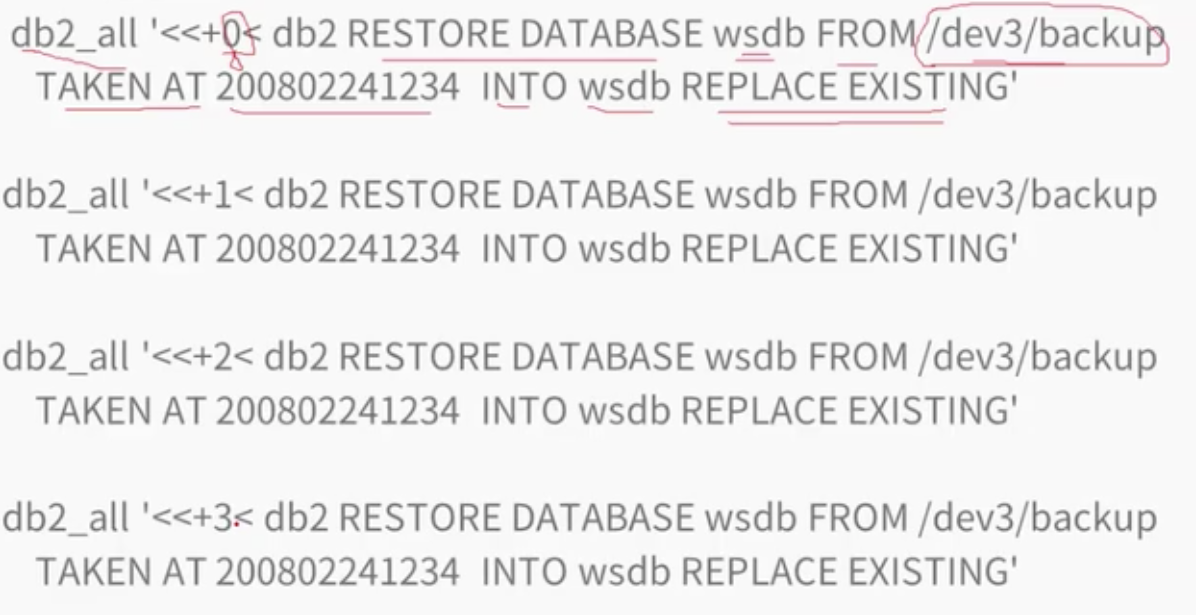 db2_all '<<+0< db2 RESTORE DATABASE wsdb FROM /dev3/backup
TAKEN AT 200802241234 INTO wsdb REPLACE EXISTING'
db2_all '<<+1< db2 RESTORE DATABASE wsdb FROM /dev3/backup
TAKEN AT 200802241234 INTO wsdb REPLACE EXISTING'
db2_all '<<+2< db2 RESTORE DATABASE wsdb FROM /dev3/backup
TAKEN AT 200802241234 INTO wsdb REPLACE EXISTING'
db2_all '<<+3< db2 RESTORE DATABASE wsdb FROM /dev3/backup
TAKEN AT 200802241234 INTO wsdb REPLACE EXISTING'